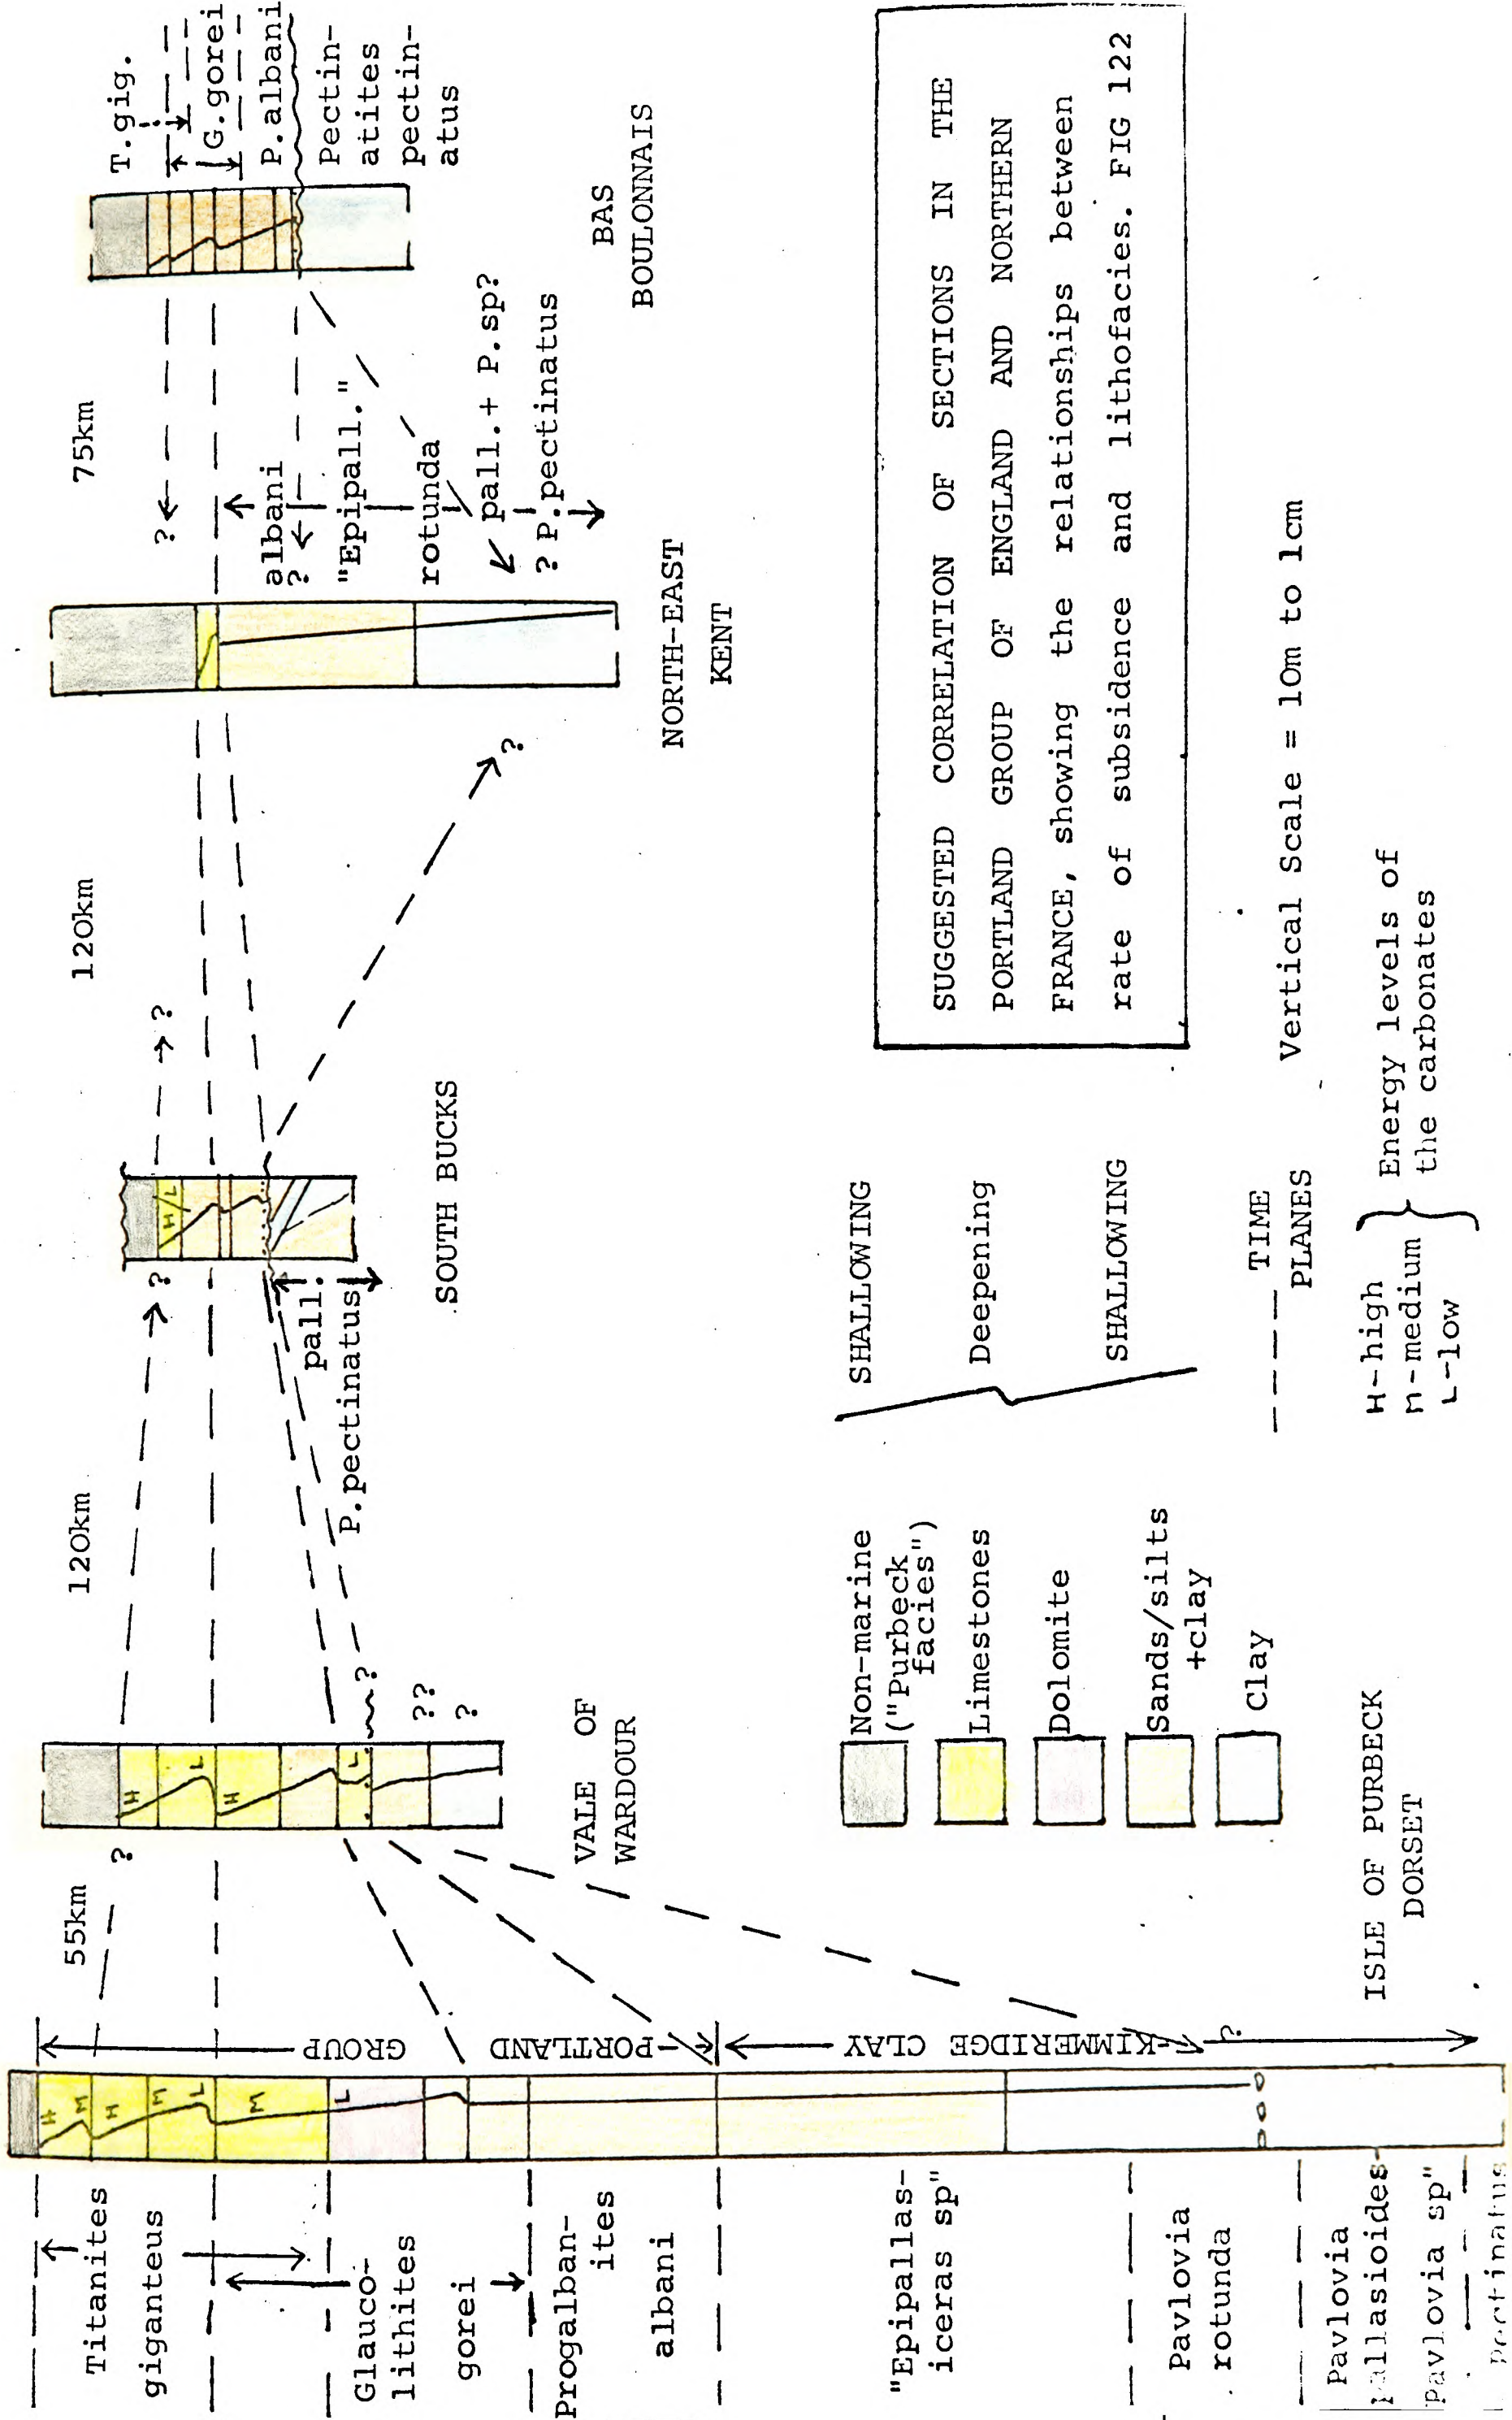 55km
120km
120km
75km
Titanites
giganteus
Glauco-
lithites
gorei
Progalban-
ites
albani
"Epipallas-
iceras sp"
Pavlovia
rotunda
Pavlovia
pallasioides
Pavlovia sp"
Pectinatus
H
M
H
M
L
M
L
PORTLAND GROUP
KIMMERIDGE CLAY
?
ISLE OF PURBECK
DORSET
?
H
L
H
L
m?
??
?
VALE OF
WARDOUR
?
H/L
pall.
P.pectinatus
?
SOUTH BUCKS
?
?
albani
?
"Epipall."
rotunda
pall.+ P.sp?
? P.pectinatus
NORTH-EAST
KENT
T.gig.
G.gorei
P.albani
Pectin-
atites
pectin-
atus
BAS
BOULONNAIS
Non-marine
("Purbeck
facies")
Limestones
Dolomite
Sands/silts
+clay
Clay
SHALLOWING
Deepening
SHALLOWING
TIME
PLANES
H-high
M-medium
L-low
Energy levels of
the carbonates
Vertical Scale = 10m to 1cm
SUGGESTED CORRELATION OF SECTIONS IN THE
PORTLAND GROUP OF ENGLAND AND NORTHERN
FRANCE, showing the relationships between
rate of subsidence and lithofacies. FIG 122